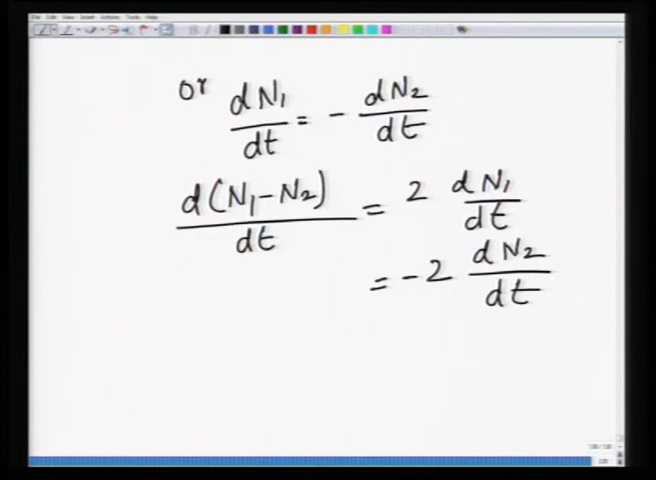 or dN₁/dt = - dN₂/dt
d(N₁-N₂)/dt = 2 dN₁/dt
= -2 dN₂/dt